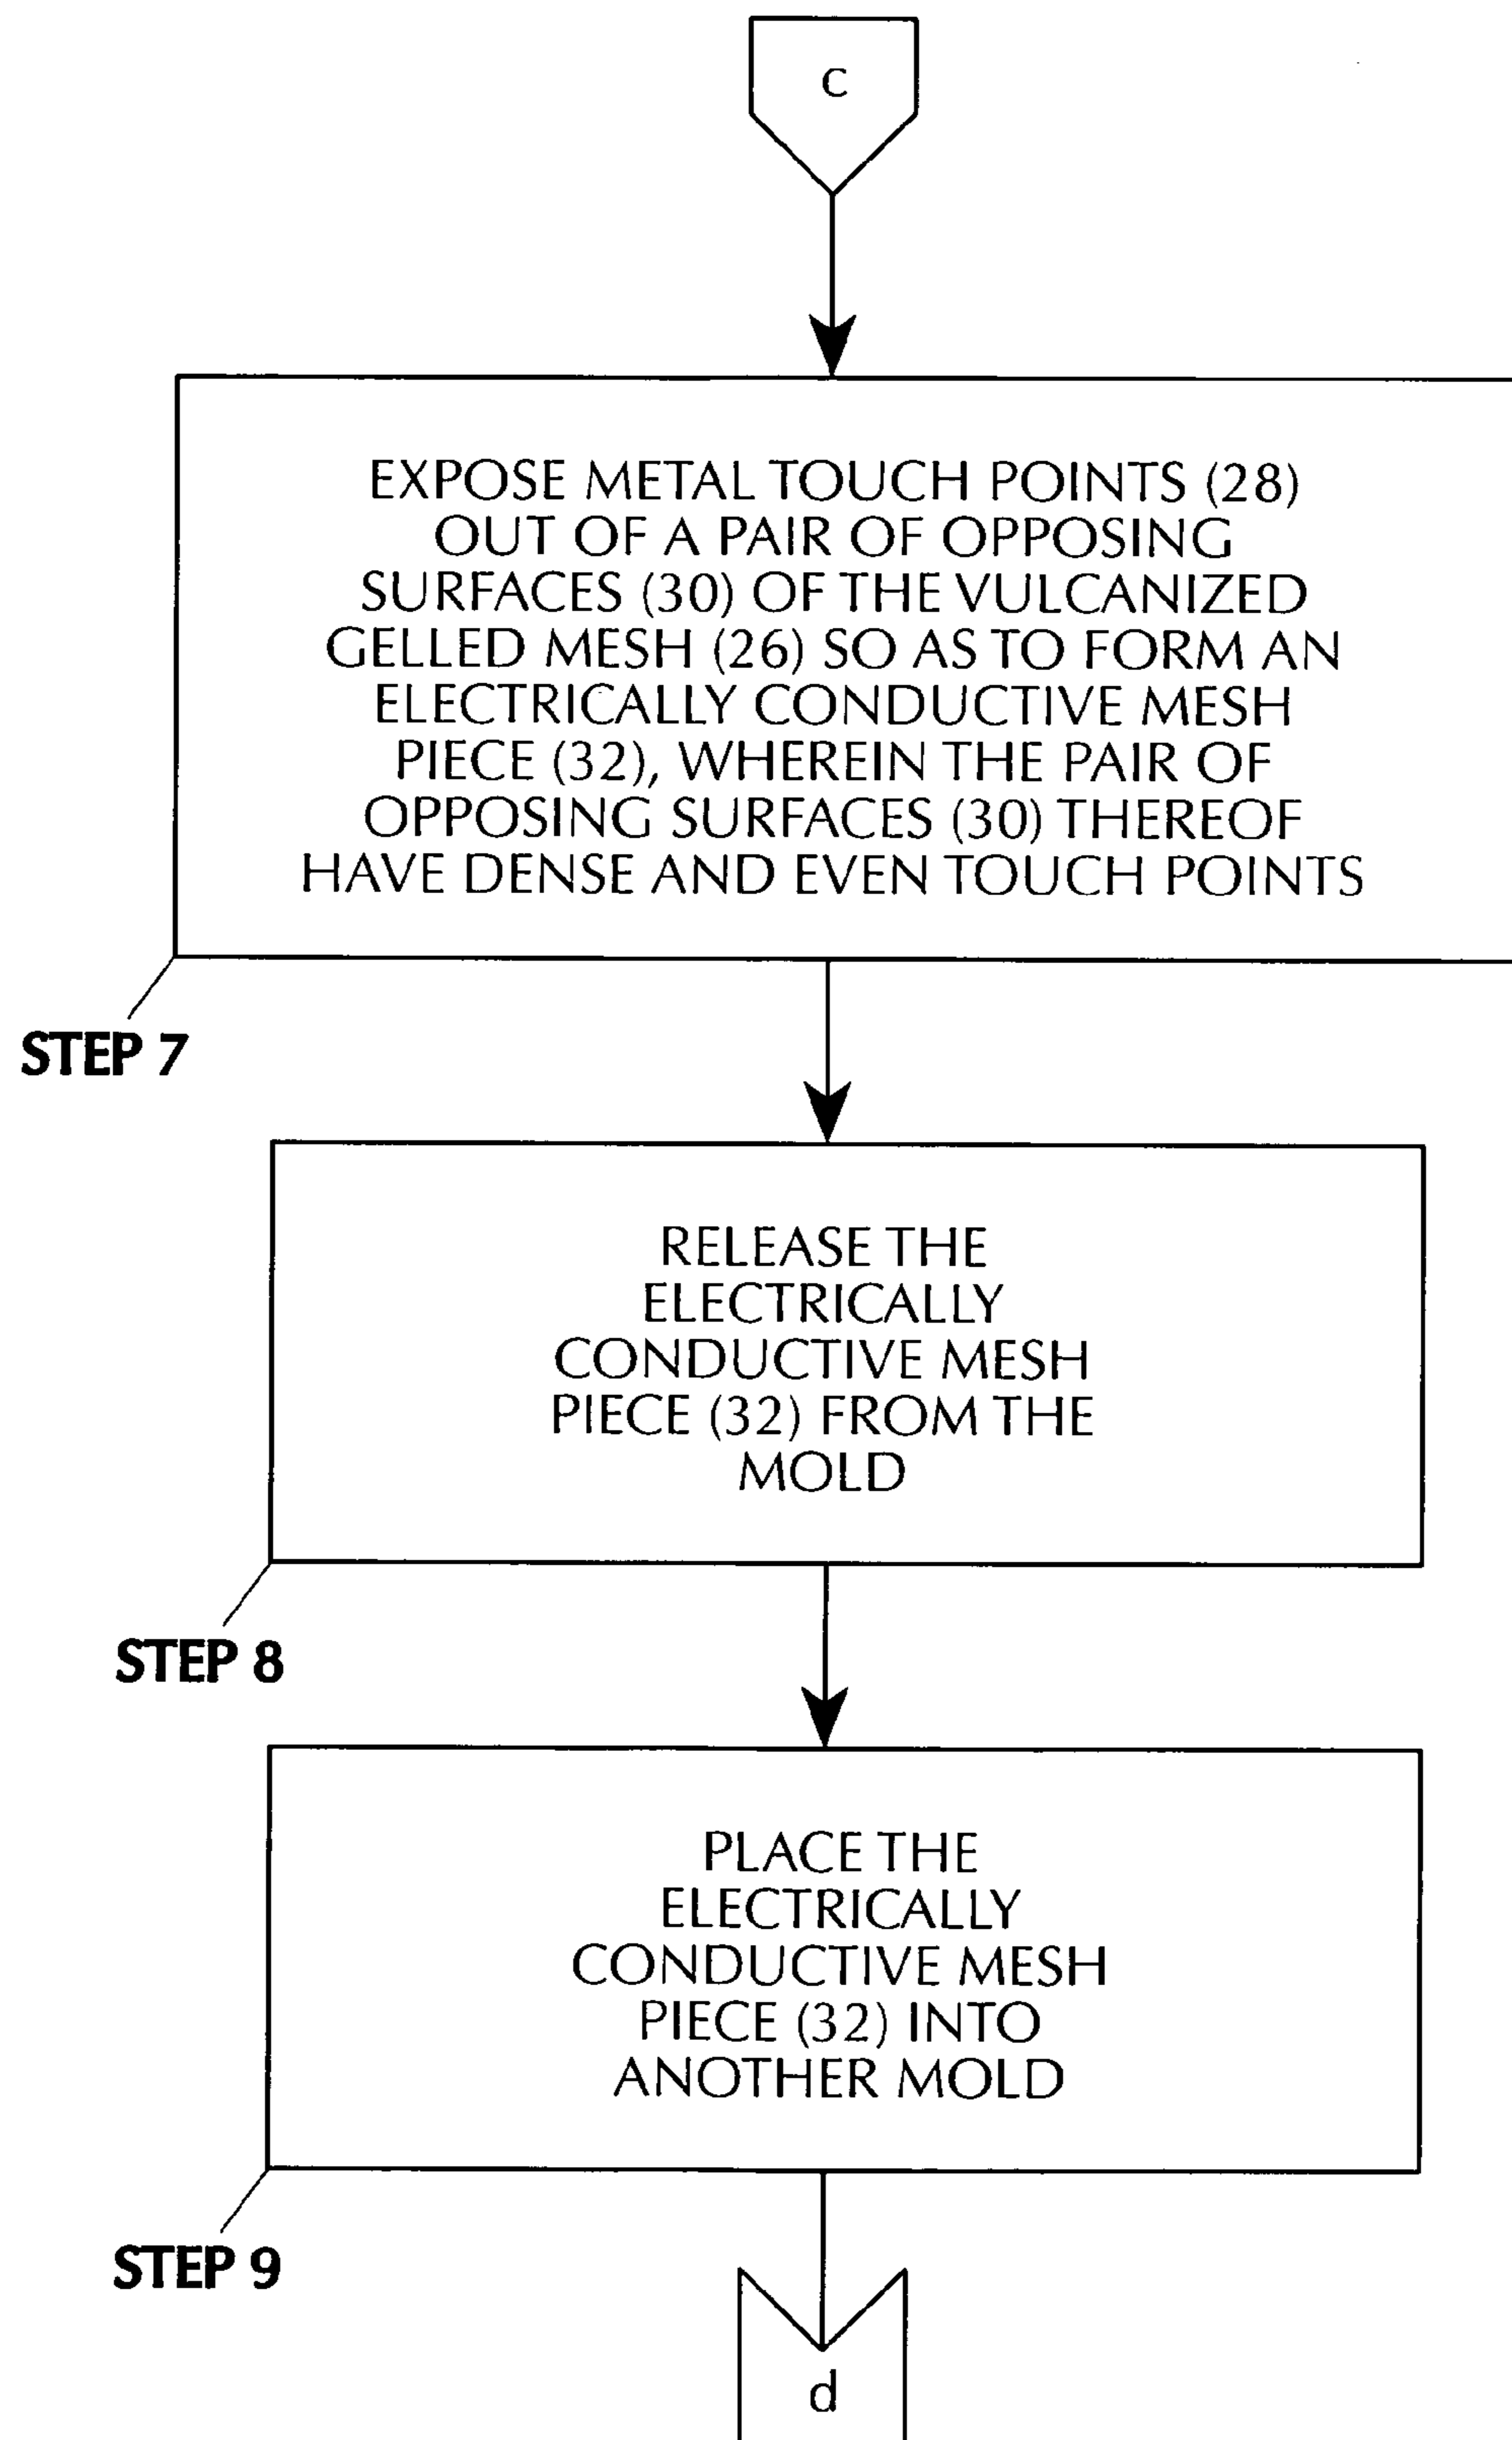 c
EXPOSE METAL TOUCH POINTS (28)
OUT OF A PAIR OF OPPOSING
SURFACES (30) OF THE VULCANIZED
GELLED MESH (26) SO AS TO FORM AN
ELECTRICALLY CONDUCTIVE MESH
PIECE (32), WHEREIN THE PAIR OF
OPPOSING SURFACES (30) THEREOF
HAVE DENSE AND EVEN TOUCH POINTS
STEP 7
RELEASE THE
ELECTRICALLY
CONDUCTIVE MESH
PIECE (32) FROM THE
MOLD
STEP 8
PLACE THE
ELECTRICALLY
CONDUCTIVE MESH
PIECE (32) INTO
ANOTHER MOLD
STEP 9
d